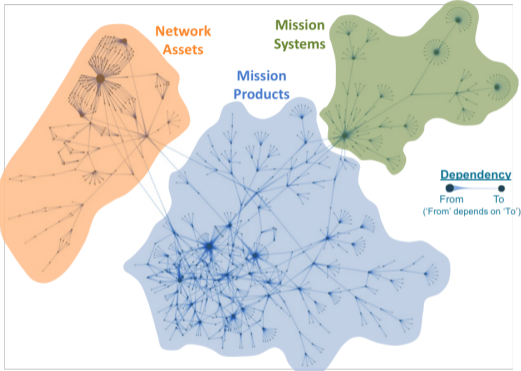 Network
Assets
Mission
Systems
Mission
Products
Dependency
From To
('From' depends on 'To')